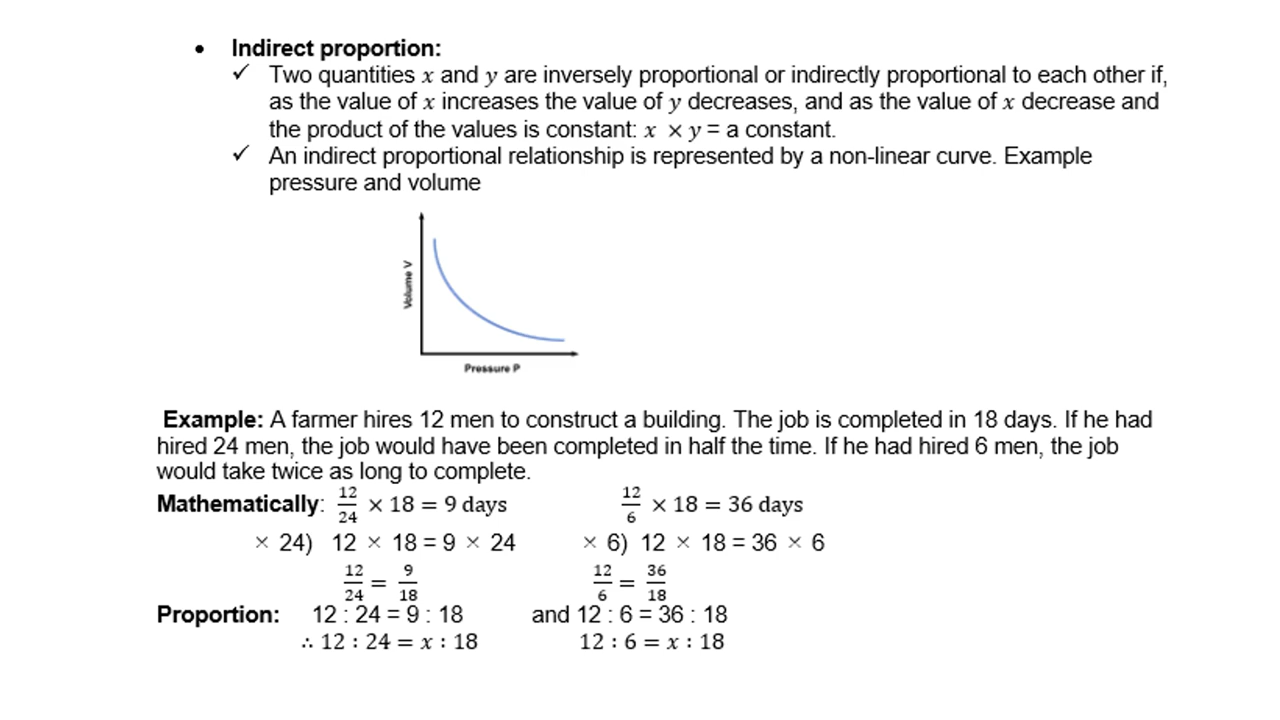 • Indirect proportion:
✓ Two quantities x and y are inversely proportional or indirectly proportional to each other if,
as the value of x increases the value of y decreases, and as the value of x decrease and
the product of the values is constant: x × y = a constant.
✓ An indirect proportional relationship is represented by a non-linear curve. Example
pressure and volume
Volume V
Pressure P
Example: A farmer hires 12 men to construct a building. The job is completed in 18 days. If he had
hired 24 men, the job would have been completed in half the time. If he had hired 6 men, the job
would take twice as long to complete.
Mathematically: 12/24 × 18 = 9 days 12/6 × 18 = 36 days
× 24) 12 × 18 = 9 × 24 × 6) 12 × 18 = 36 × 6
12/24 = 9/18 12/6 = 36/18
Proportion: 12 : 24 = 9 : 18 and 12 : 6 = 36 : 18
∴ 12 : 24 = x : 18 12 : 6 = x : 18